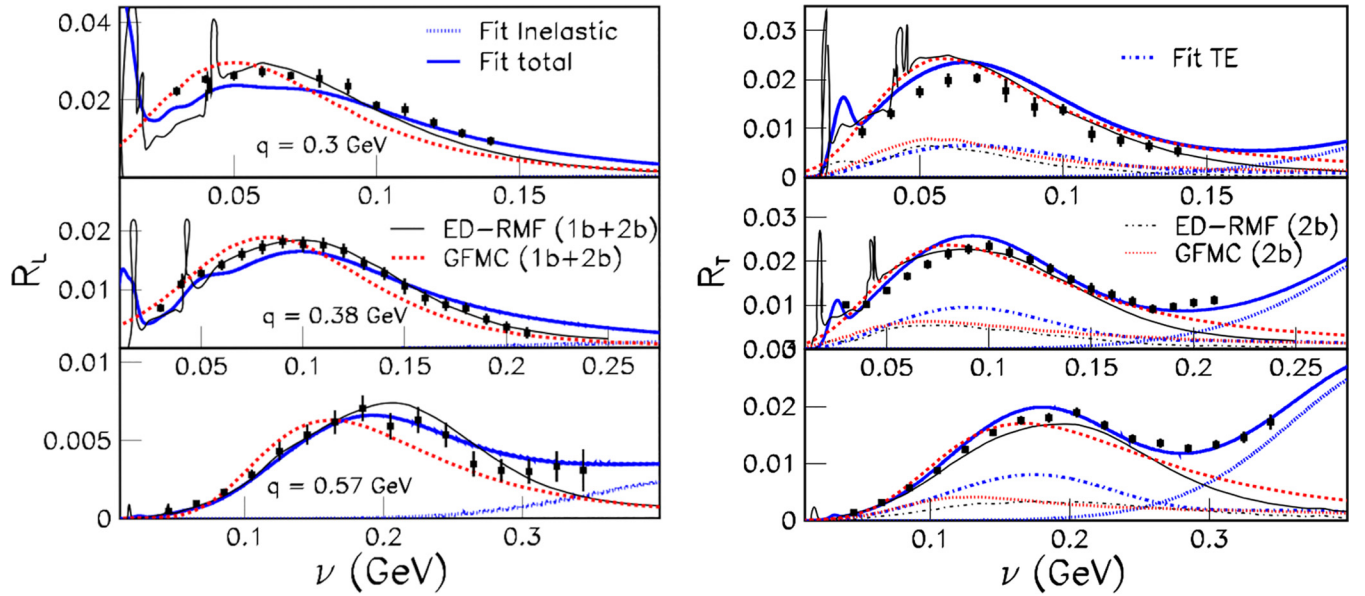 0.04
0.02
Fit Inelastic
Fit total
q = 0.3 GeV
0.05
0.1
0.15
R_L
0.02
0.01
ED-RMF (1b+2b)
GFMC (1b+2b)
q = 0.38 GeV
0.05
0.1
0.15
0.2
0.25
0.01
0.005
0
q = 0.57 GeV
0.1
0.2
0.3
ν (GeV)
0.03
0.02
0.01
0
Fit TE
0.05
0.1
0.15
R_T
0.03
0.02
0.01
0.03
ED-RMF (2b)
GFMC (2b)
0.05
0.1
0.15
0.2
0.25
0.02
0.01
0
0.1
0.2
0.3
ν (GeV)